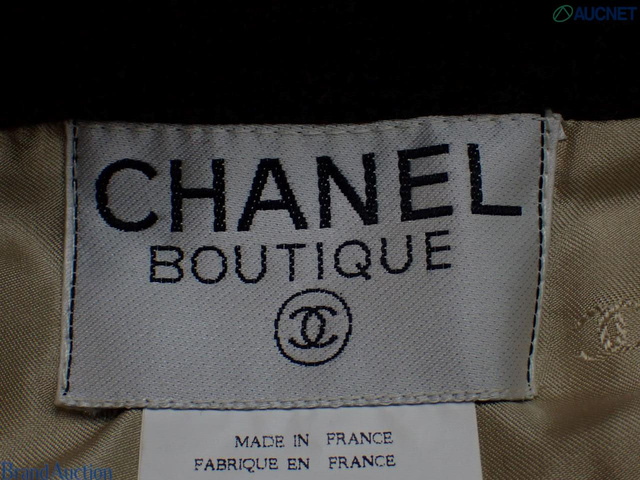 AUCNET
CHANEL
BOUTIQUE
MADE IN FRANCE
FABRIQUE EN FRANCE
Brand Auction